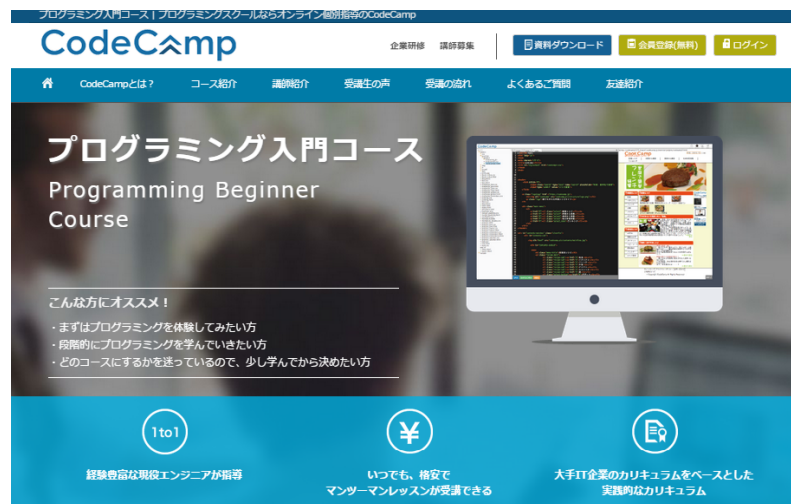 プログラミング入門コース | プログラミングスクールならオンライン個別指導のCodeCamp
CodeCamp
企業研修 講師募集 資料ダウンロード 会員登録(無料) ログイン
CodeCampとは? コース紹介 講師紹介 受講生の声 受講の流れ よくあるご質問 友達紹介
プログラミング入門コース
Programming Beginner
Course
こんな方にオススメ!
・まずはプログラミングを体験してみたい方
・段階的にプログラミングを学んでいきたい方
・どのコースにするかを迷っているので、少し学んでから決めたい方
1to1
¥
経験豊富な現役エンジニアが指導
いつでも、格安で
マンツーマンレッスンが受講できる
大手IT企業のカリキュラムをベースとした
実践的なカリキュラム